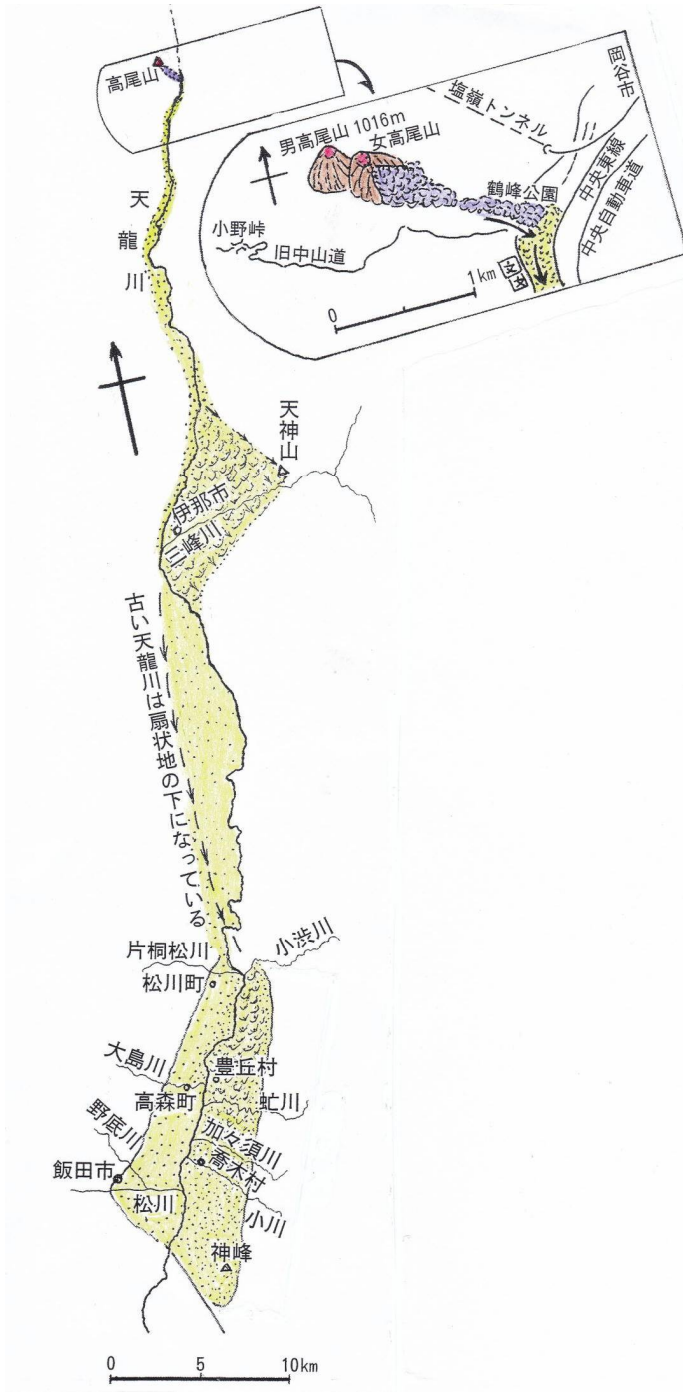 高尾山
天龍川
男高尾山 1016m
女高尾山
塩嶺トンネル
岡谷市
中央東線
中央自動車道
鶴峰公園
小野峠
旧中山道
0
1km
天神山
伊那市
三峰川
古い天龍川は扇状地の下になっている
小渋川
片桐松川
松川町
大島川
豊丘村
高森町
虻川
野底川
加々須川
喬木村
飯田市
松川
小川
神峰
0 5 10km